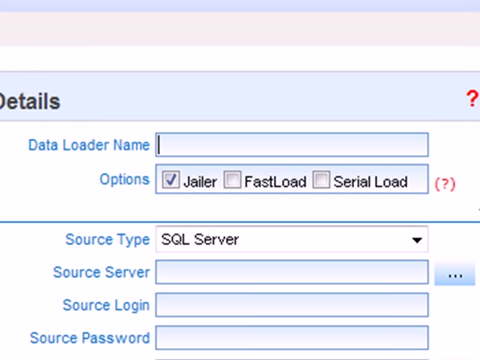 Details ?
Data Loader Name
Options Jailer FastLoad Serial Load (?)
Source Type SQL Server
Source Server ...
Source Login
Source Password